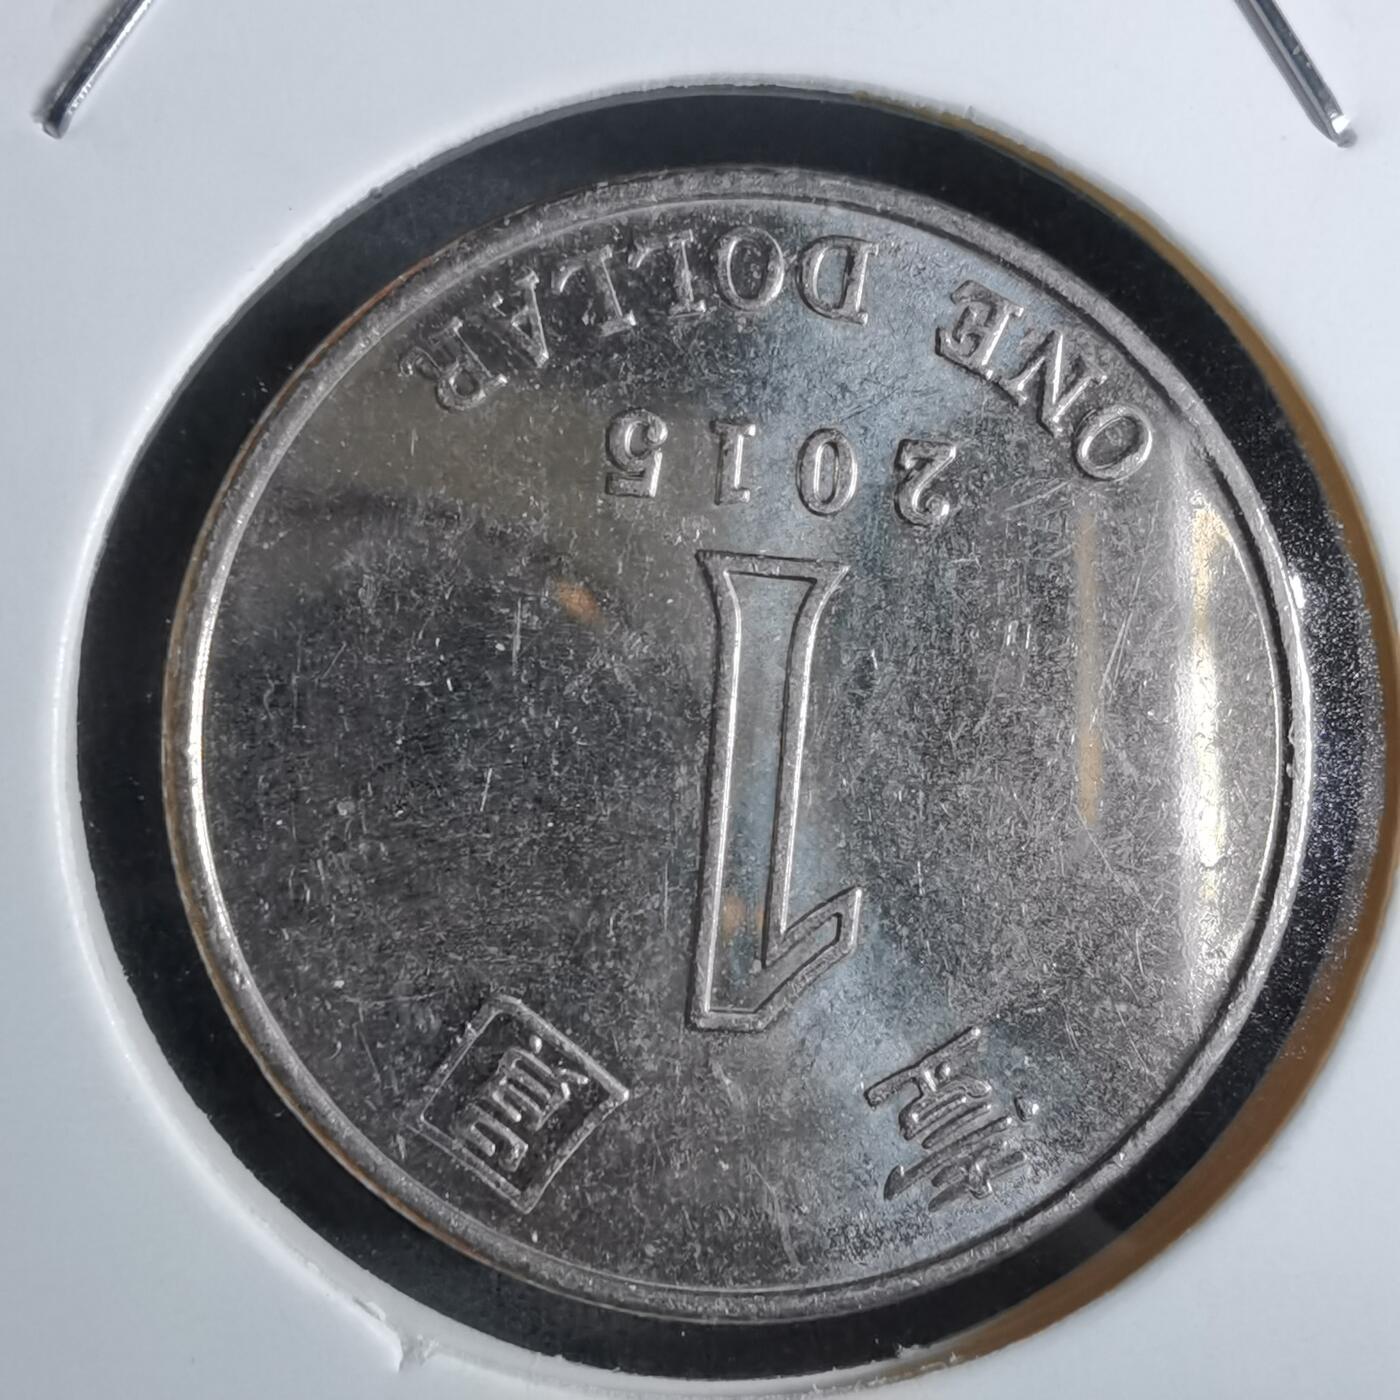 壹 圓
1
2015
ONE DOLLAR